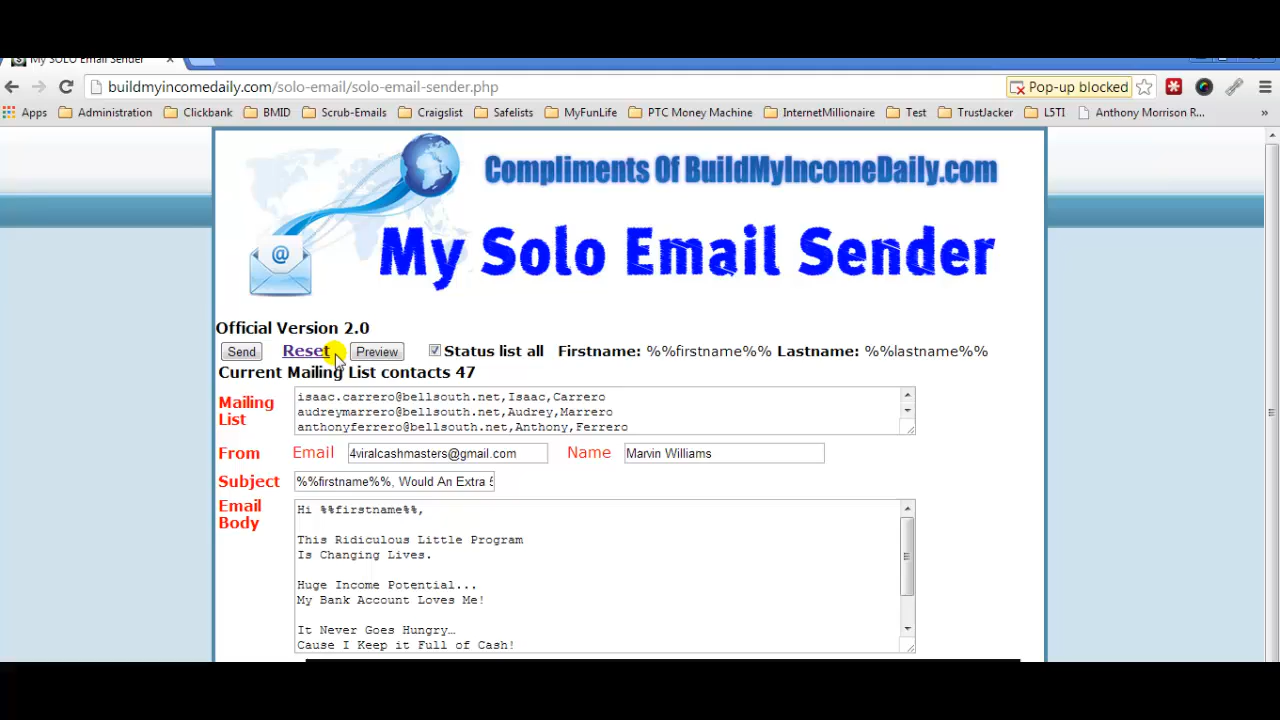 My SOLO Email Sender
buildmyincomedaily.com/solo-email/solo-email-sender.php
Pop-up blocked
Apps Administration Clickbank BMID Scrub-Emails Craigslist Safelists MyFunLife PTC Money Machine InternetMillionaire Test TrustJacker L5TI Anthony Morrison R... »
Compliments Of BuildMyIncomeDaily.com
@
My Solo Email Sender
Official Version 2.0
Send Reset Preview Status list all Firstname: %%firstname%% Lastname: %%lastname%%
Current Mailing List contacts 47
Mailing List
isaac.carrero@bellsouth.net,Isaac,Carrero
audreymarrero@bellsouth.net,Audrey,Marrero
anthonyferrero@bellsouth.net,Anthony,Ferrero
From Email 4viralcashmasters@gmail.com Name Marvin Williams
Subject %%firstname%%, Would An Extra
Email Body
Hi %%firstname%%,
This Ridiculous Little Program
Is Changing Lives.
Huge Income Potential...
My Bank Account Loves Me!
It Never Goes Hungry…
Cause I Keep it Full of Cash!